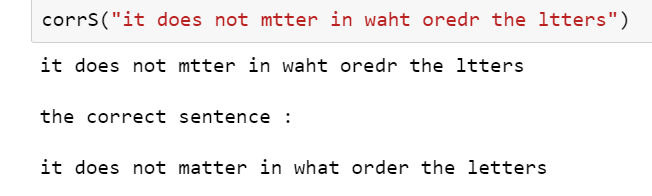 corrS("it does not mtter in waht oredr the ltters")
it does not mtter in waht oredr the ltters
the correct sentence :
it does not matter in what order the letters